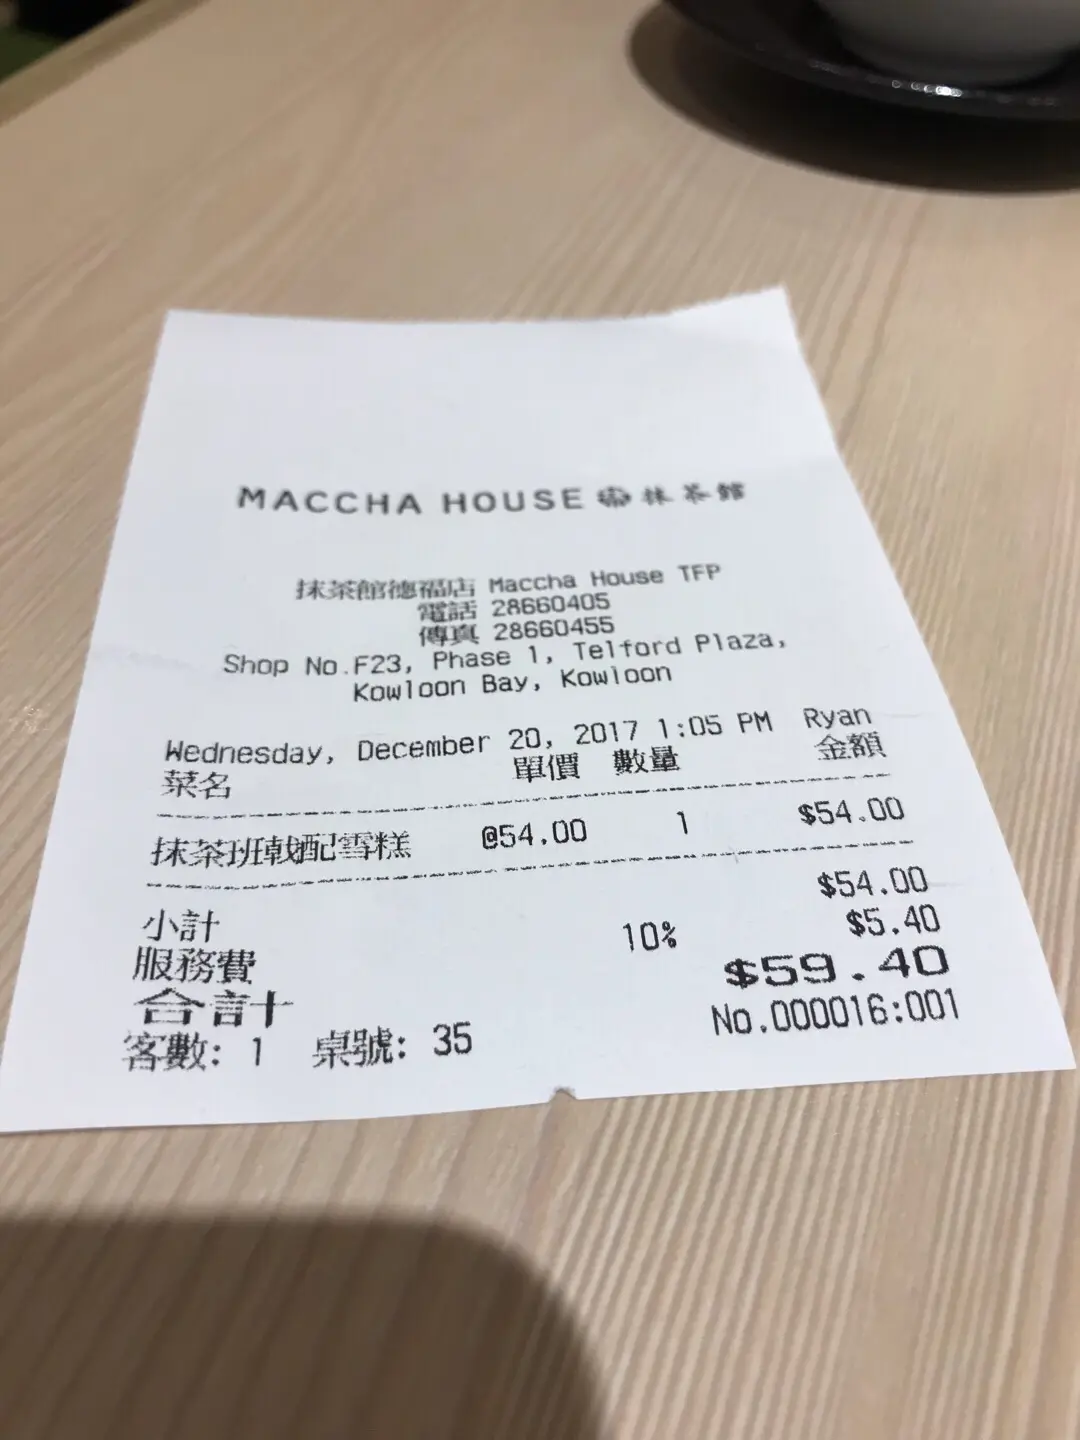 MACCHA HOUSE 抹茶館
抹茶館德福店 Maccha House TFP
電話 28660405
傳真 28660455
Shop No.F23, Phase 1, Telford Plaza,
Kowloon Bay, Kowloon
Wednesday, December 20, 2017 1:05 PM Ryan
菜名 單價 數量 金額
抹茶班戟配雪糕 @54.00 1 $54.00
小計 $54.00
服務費 10% $5.40
合計 $59.40
客數: 1 桌號: 35 No.000016:001